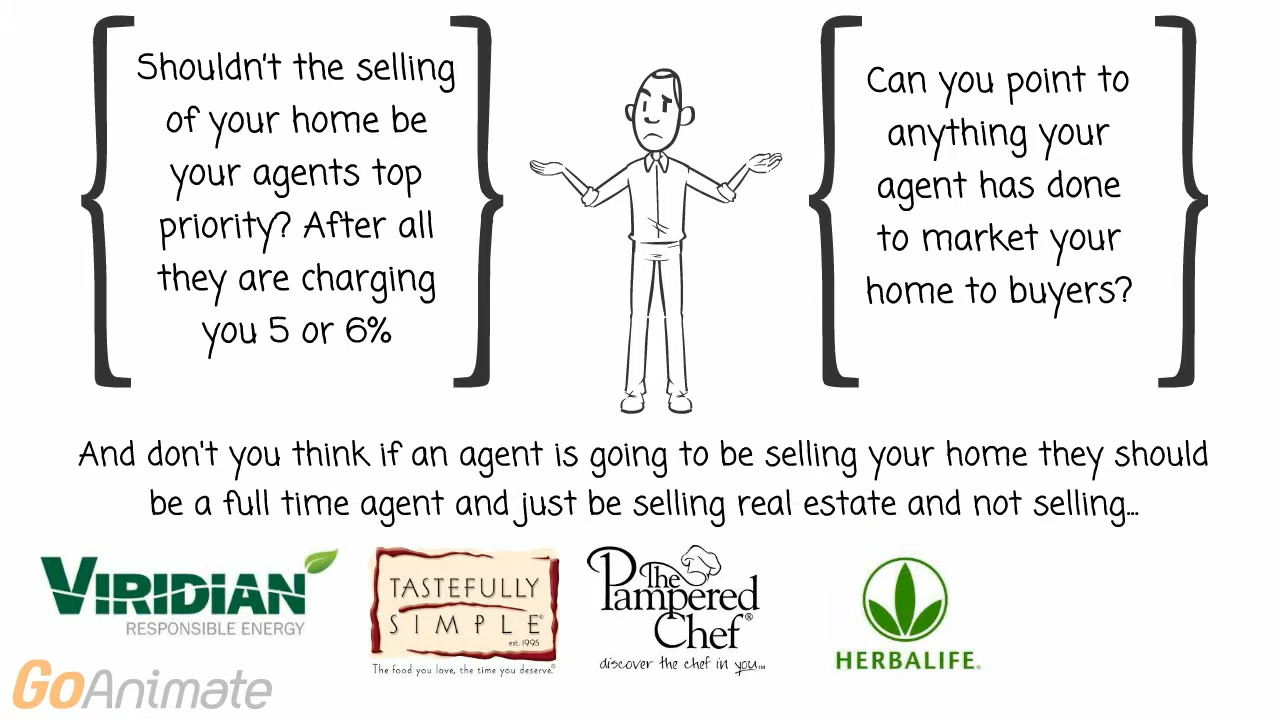 Shouldn't the selling
of your home be
your agents top
priority? After all
they are charging
you 5 or 6%
Can you point to
anything your
agent has done
to market your
home to buyers?
And don't you think if an agent is going to be selling your home they should
be a full time agent and just be selling real estate and not selling...
VIRIDIAN
RESPONSIBLE ENERGY
TASTEFULLY
SIMPLE®
est. 1995
The food you love, the time you deserve.®
The
Pampered
Chef®
discover the chef in you™
HERBALIFE®
GoAnimate